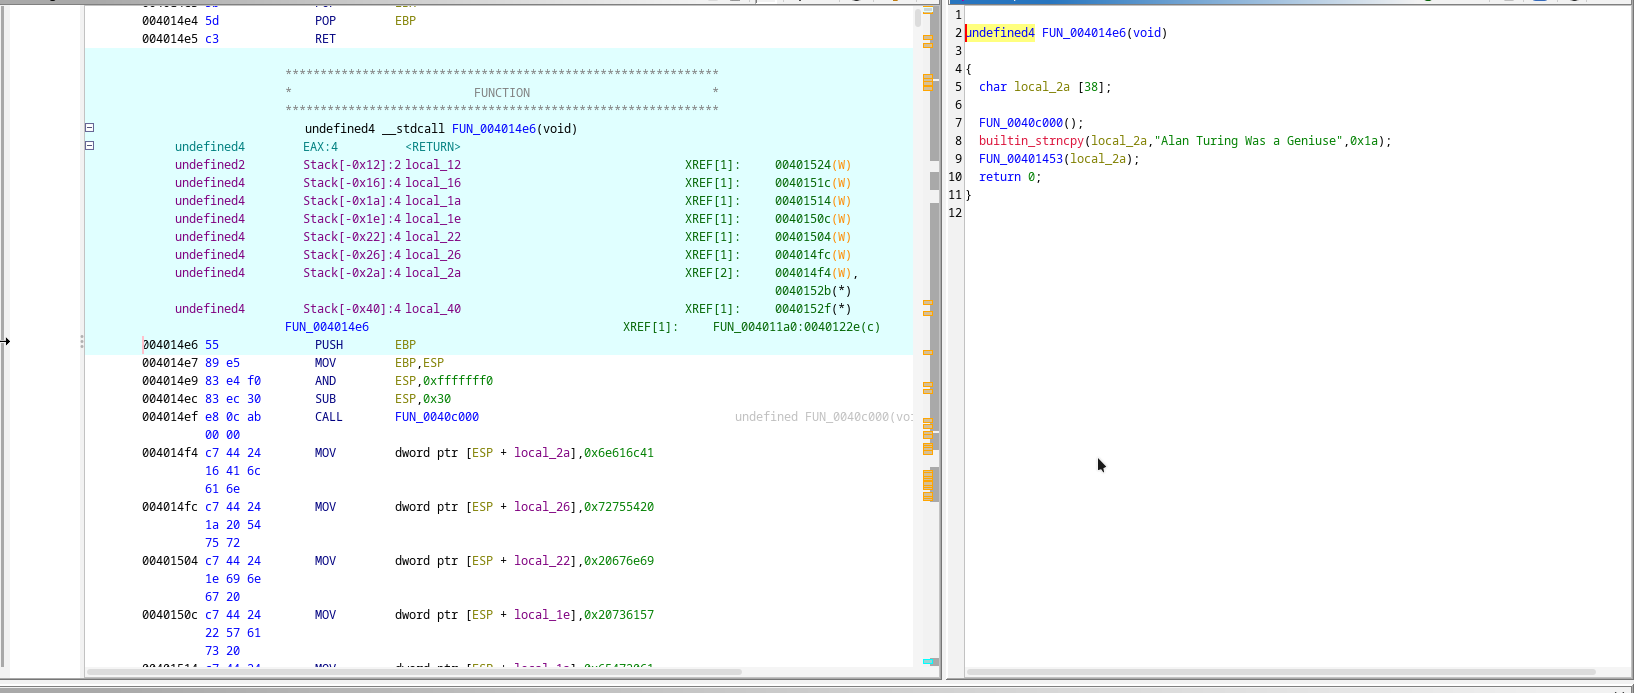 004014e4 5d POP EBP
004014e5 c3 RET
*************************************************************
* FUNCTION *
*************************************************************
undefined4 __stdcall FUN_004014e6(void)
undefined4 EAX:4 <RETURN>
undefined2 Stack[-0x12]:2 local_12 XREF[1]: 00401524(W)
undefined4 Stack[-0x16]:4 local_16 XREF[1]: 0040151c(W)
undefined4 Stack[-0x1a]:4 local_1a XREF[1]: 00401514(W)
undefined4 Stack[-0x1e]:4 local_1e XREF[1]: 0040150c(W)
undefined4 Stack[-0x22]:4 local_22 XREF[1]: 00401504(W)
undefined4 Stack[-0x26]:4 local_26 XREF[1]: 004014fc(W)
undefined4 Stack[-0x2a]:4 local_2a XREF[2]: 004014f4(W),
0040152b(*)
undefined4 Stack[-0x40]:4 local_40 XREF[1]: 0040152f(*)
FUN_004014e6 XREF[1]: FUN_004011a0:0040122e(c)
004014e6 55 PUSH EBP
004014e7 89 e5 MOV EBP,ESP
004014e9 83 e4 f0 AND ESP,0xfffffff0
004014ec 83 ec 30 SUB ESP,0x30
004014ef e8 0c ab CALL FUN_0040c000 undefined FUN_0040c000(voi
00 00
004014f4 c7 44 24 MOV dword ptr [ESP + local_2a],0x6e616c41
16 41 6c
61 6e
004014fc c7 44 24 MOV dword ptr [ESP + local_26],0x72755420
1a 20 54
75 72
00401504 c7 44 24 MOV dword ptr [ESP + local_22],0x20676e69
1e 69 6e
67 20
0040150c c7 44 24 MOV dword ptr [ESP + local_1e],0x20736157
22 57 61
73 20
1
2 undefined4 FUN_004014e6(void)
3
4 {
5 char local_2a [38];
6
7 FUN_0040c000();
8 builtin_strncpy(local_2a,"Alan Turing Was a Geniuse",0x1a);
9 FUN_00401453(local_2a);
10 return 0;
11 }
12